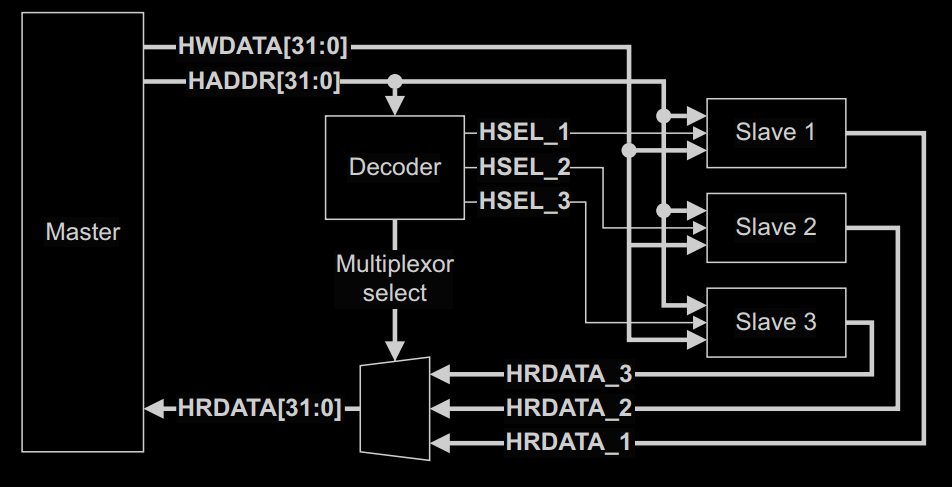 HWDATA[31:0]
HADDR[31:0]
HSEL_1
Slave 1
Decoder
HSEL_2
HSEL_3
Slave 2
Master
Multiplexor
select
Slave 3
HRDATA_3
HRDATA[31:0]
HRDATA_2
HRDATA_1